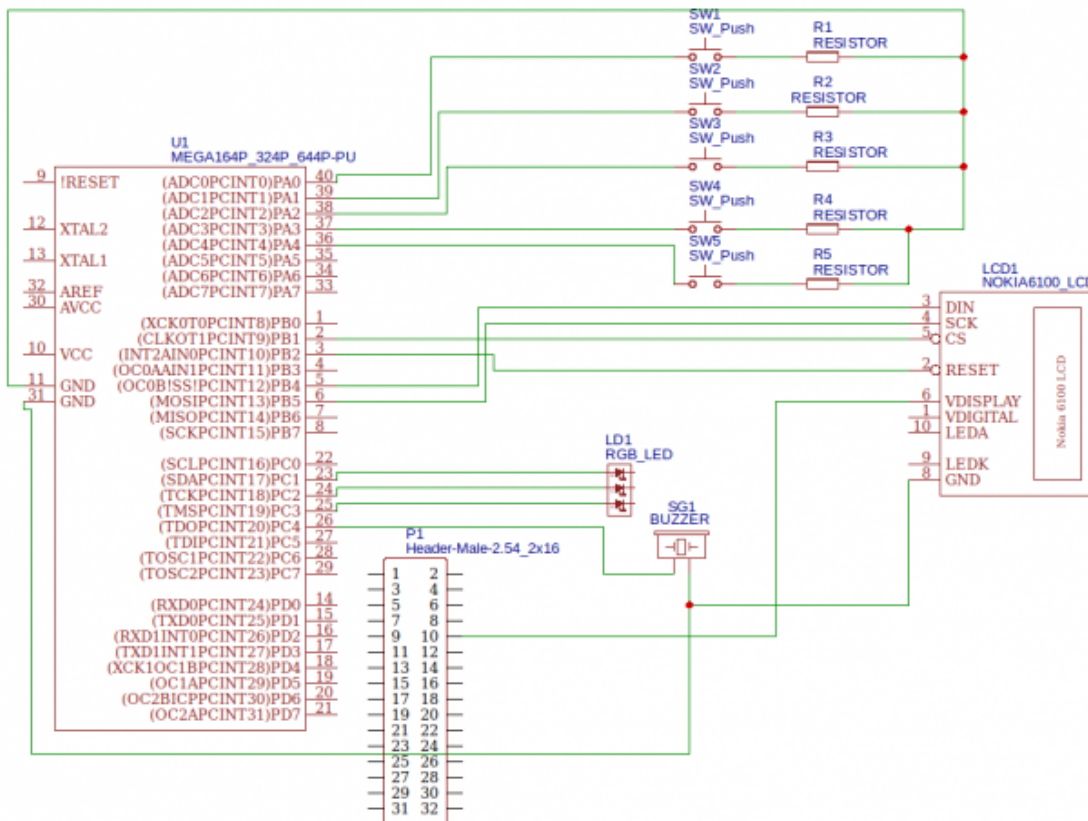 SW1
SW_Push
R1
RESISTOR
SW2
SW_Push
R2
RESISTOR
SW3
SW_Push
R3
RESISTOR
SW4
SW_Push
R4
RESISTOR
SW5
SW_Push
R5
RESISTOR
U1
MEGA164P_324P_644P-PU
9 !RESET
12 XTAL2
13 XTAL1
32 AREF
30 AVCC
10 VCC
11 GND
31 GND
(ADC0PCINT0)PA0 40
(ADC1PCINT1)PA1 39
(ADC2PCINT2)PA2 38
(ADC3PCINT3)PA3 37
(ADC4PCINT4)PA4 36
(ADC5PCINT5)PA5 35
(ADC6PCINT6)PA6 34
(ADC7PCINT7)PA7 33
(XCK0T0PCINT8)PB0 1
(CLKOT1PCINT9)PB1 2
(INT2AIN0PCINT10)PB2 3
(OC0AAIN1PCINT11)PB3 4
(OC0B!SS!PCINT12)PB4 5
(MOSIPCINT13)PB5 6
(MISOPCINT14)PB6 7
(SCKPCINT15)PB7 8
(SCLPCINT16)PC0 22
(SDAPCINT17)PC1 23
(TCKPCINT18)PC2 24
(TMSPCINT19)PC3 25
(TDOPCINT20)PC4 26
(TDIPCINT21)PC5 27
(TOSC1PCINT22)PC6 28
(TOSC2PCINT23)PC7 29
(RXD0PCINT24)PD0 14
(TXD0PCINT25)PD1 15
(RXD1INT0PCINT26)PD2 16
(TXD1INT1PCINT27)PD3 17
(XCK1OC1BPCINT28)PD4 18
(OC1APCINT29)PD5 19
(OC2BICPPCINT30)PD6 20
(OC2APCINT31)PD7 21
LCD1
NOKIA6100_LCD
3 DIN
4 SCK
5 CS
2 RESET
6 VDISPLAY
1 VDIGITAL
10 LEDA
9 LEDK
8 GND
Nokia 6100 LCD
LD1
RGB_LED
SG1
BUZZER
P1
Header-Male-2.54_2x16
1 2
3 4
5 6
7 8
9 10
11 12
13 14
15 16
17 18
19 20
21 22
23 24
25 26
27 28
29 30
31 32